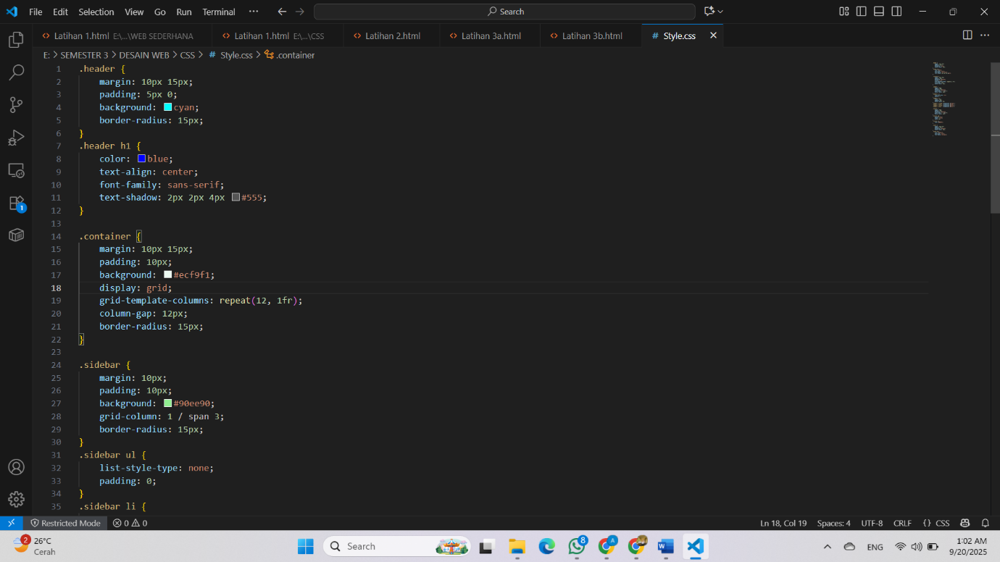 File Edit Selection View Go Run Terminal ··· Search
Latihan 1.html E:\...\WEB SEDERHANA Latihan 1.html E:\...\CSS Latihan 2.html Latihan 3a.html Latihan 3b.html # Style.css
E: > SEMESTER 3 > DESAIN WEB > CSS > # Style.css > .container
1 .header {
2 margin: 10px 15px;
3 padding: 5px 0;
4 background: cyan;
5 border-radius: 15px;
6 }
7 .header h1 {
8 color: blue;
9 text-align: center;
10 font-family: sans-serif;
11 text-shadow: 2px 2px 4px #555;
12 }
13
14 .container {
15 margin: 10px 15px;
16 padding: 10px;
17 background: #ecf9f1;
18 display: grid;
19 grid-template-columns: repeat(12, 1fr);
20 column-gap: 12px;
21 border-radius: 15px;
22 }
23
24 .sidebar {
25 margin: 10px;
26 padding: 10px;
27 background: #90ee90;
28 grid-column: 1 / span 3;
29 border-radius: 15px;
30 }
31 .sidebar ul {
32 list-style-type: none;
33 padding: 0;
34 }
35 .sidebar li {
1
Restricted Mode 0 0 Ln 18, Col 19 Spaces: 4 UTF-8 CRLF {} CSS
2 26°C Search 8 A ENG 1:02 AM
Cerah 9/20/2025